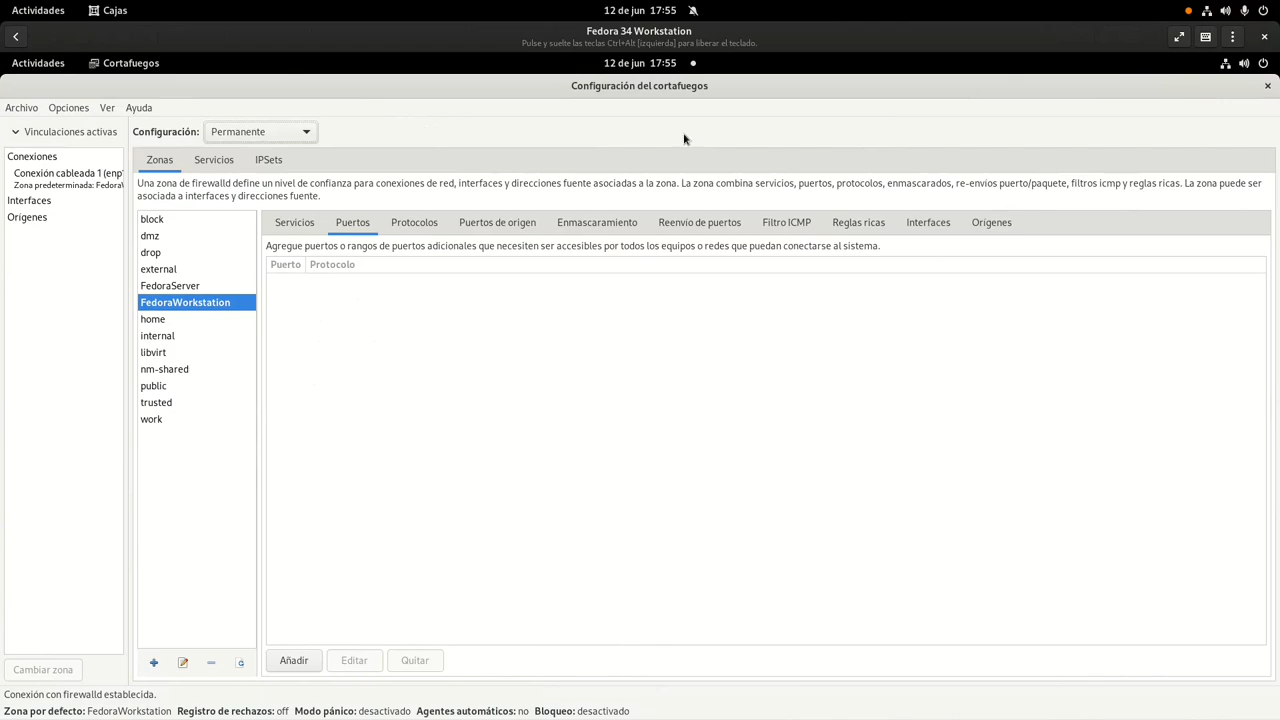 Actividades Cajas 12 de jun 17:55
Fedora 34 Workstation
Pulse y suelte las teclas Ctrl+Alt [izquierda] para liberar el teclado.
Actividades Cortafuegos 12 de jun 17:55
Configuración del cortafuegos
Archivo Opciones Ver Ayuda
Vinculaciones activas
Configuración: Permanente
Conexiones
Conexión cableada 1 (enp
Zona predeterminada: FedoraW
Interfaces
Orígenes
Zonas Servicios IPSets
Una zona de firewalld define un nivel de confianza para conexiones de red, interfaces y direcciones fuente asociadas a la zona. La zona combina servicios, puertos, protocolos, enmascarados, re-envíos puerto/paquete, filtros icmp y reglas ricas. La zona puede ser
asociada a interfaces y direcciones fuente.
block
dmz
drop
external
FedoraServer
FedoraWorkstation
home
internal
libvirt
nm-shared
public
trusted
work
Servicios Puertos Protocolos Puertos de origen Enmascaramiento Reenvío de puertos Filtro ICMP Reglas ricas Interfaces Orígenes
Agregue puertos o rangos de puertos adicionales que necesiten ser accesibles por todos los equipos o redes que puedan conectarse al sistema.
Puerto Protocolo
Añadir Editar Quitar
Cambiar zona
Conexión con firewalld establecida.
Zona por defecto: FedoraWorkstation Registro de rechazos: off Modo pánico: desactivado Agentes automáticos: no Bloqueo: desactivado